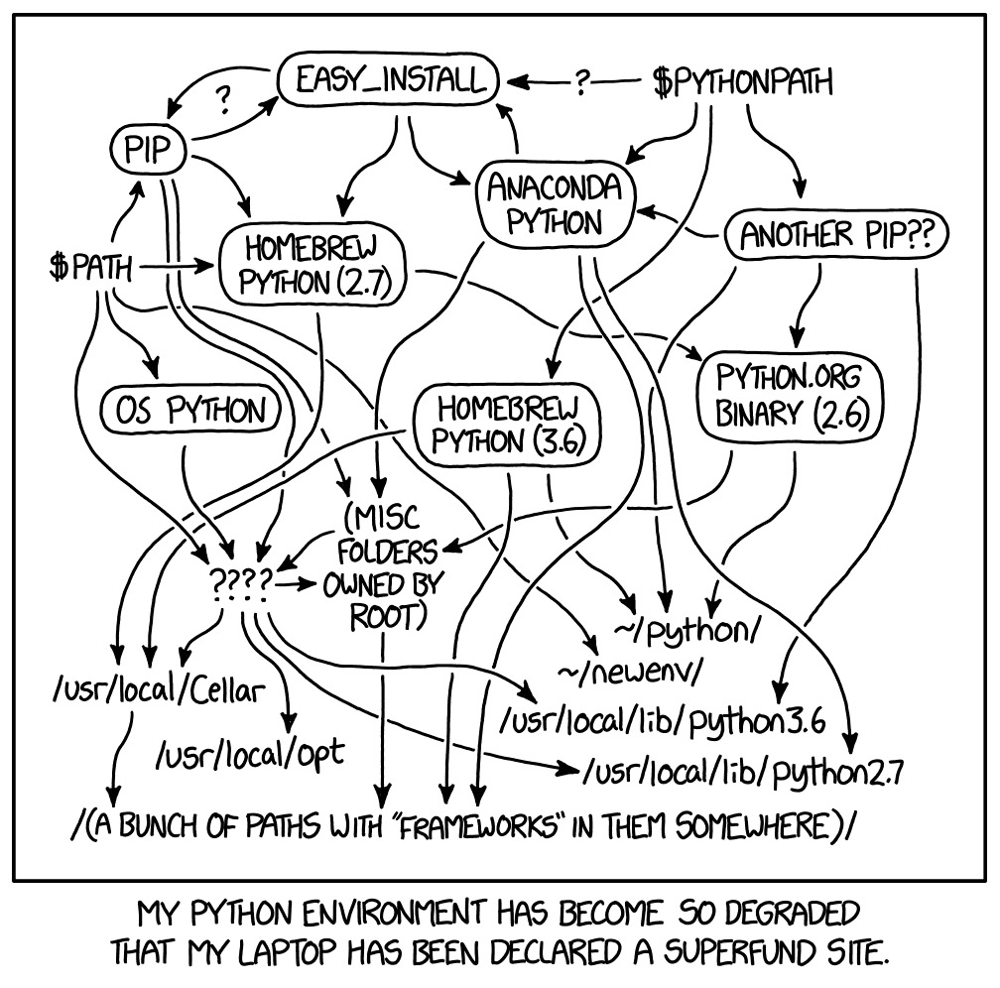 EASY_INSTALL
?
$PYTHONPATH
?
PIP
ANACONDA
PYTHON
ANOTHER PIP??
HOMEBREW
PYTHON (2.7)
$PATH
OS PYTHON
HOMEBREW
PYTHON (3.6)
PYTHON.ORG
BINARY (2.6)
(MISC
FOLDERS
OWNED BY
ROOT)
????
~/python/
~/newenv/
/usr/local/Cellar
/usr/local/lib/python3.6
/usr/local/opt
/usr/local/lib/python2.7
/(A BUNCH OF PATHS WITH "FRAMEWORKS" IN THEM SOMEWHERE)/
MY PYTHON ENVIRONMENT HAS BECOME SO DEGRADED
THAT MY LAPTOP HAS BEEN DECLARED A SUPERFUND SITE.